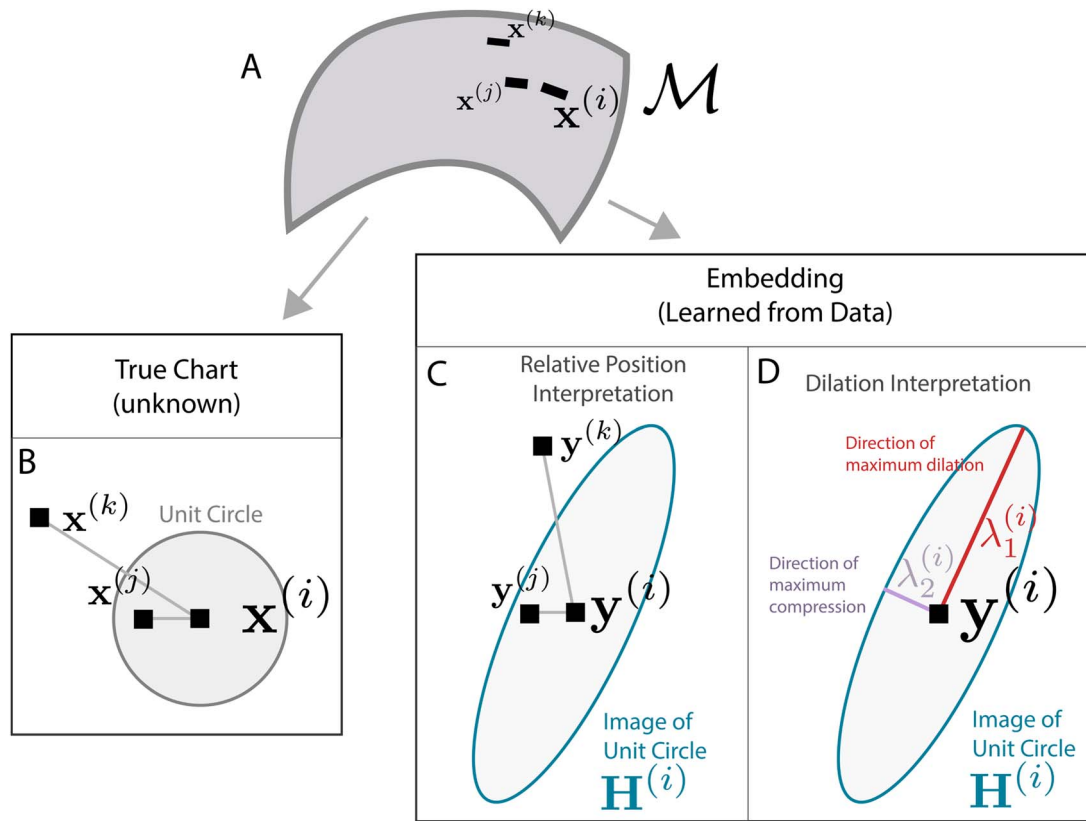 A
𝐱^{(k)}
𝐱^{(j)}
𝐱^{(i)}
ℳ
True Chart
(unknown)
B
𝐱^{(k)}
Unit Circle
𝐱^{(j)}
𝐱^{(i)}
Embedding
(Learned from Data)
C
Relative Position
Interpretation
𝐲^{(k)}
𝐲^{(j)}
𝐲^{(i)}
Image of
Unit Circle
𝐇^{(i)}
D
Dilation Interpretation
Direction of
maximum dilation
λ_1^{(i)}
Direction of
maximum
compression
λ_2^{(i)}
𝐲^{(i)}
Image of
Unit Circle
𝐇^{(i)}